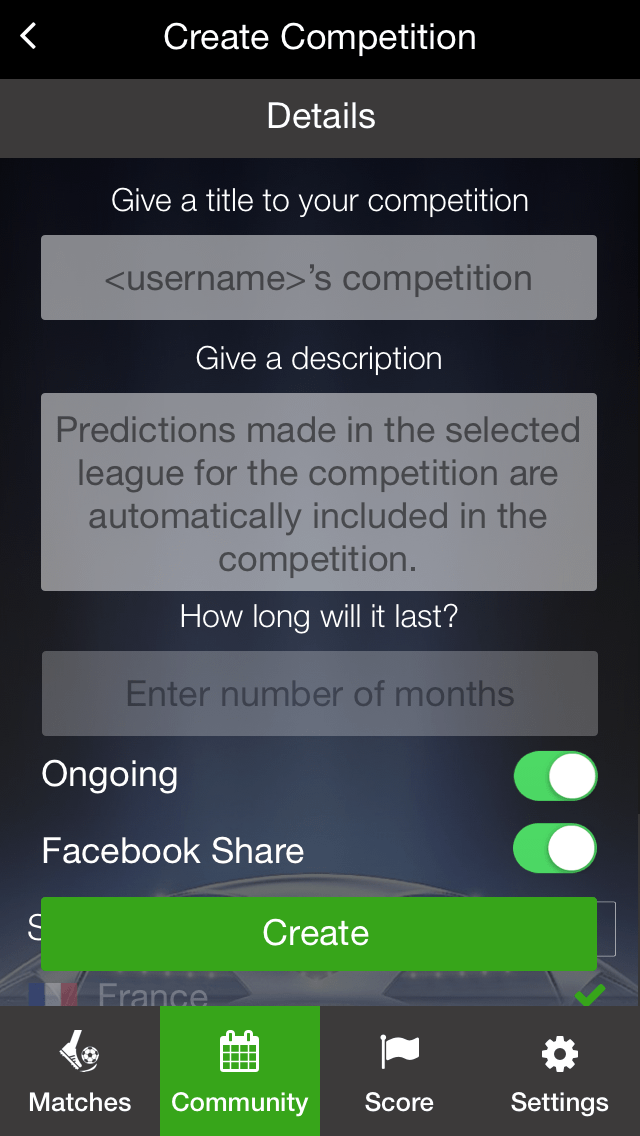 Create Competition
Details
Give a title to your competition
<username>’s competition
Give a description
Predictions made in the selected
league for the competition are
automatically included in the
competition.
How long will it last?
Enter number of months
Ongoing
Facebook Share
Create
France
Matches
Community
Score
Settings